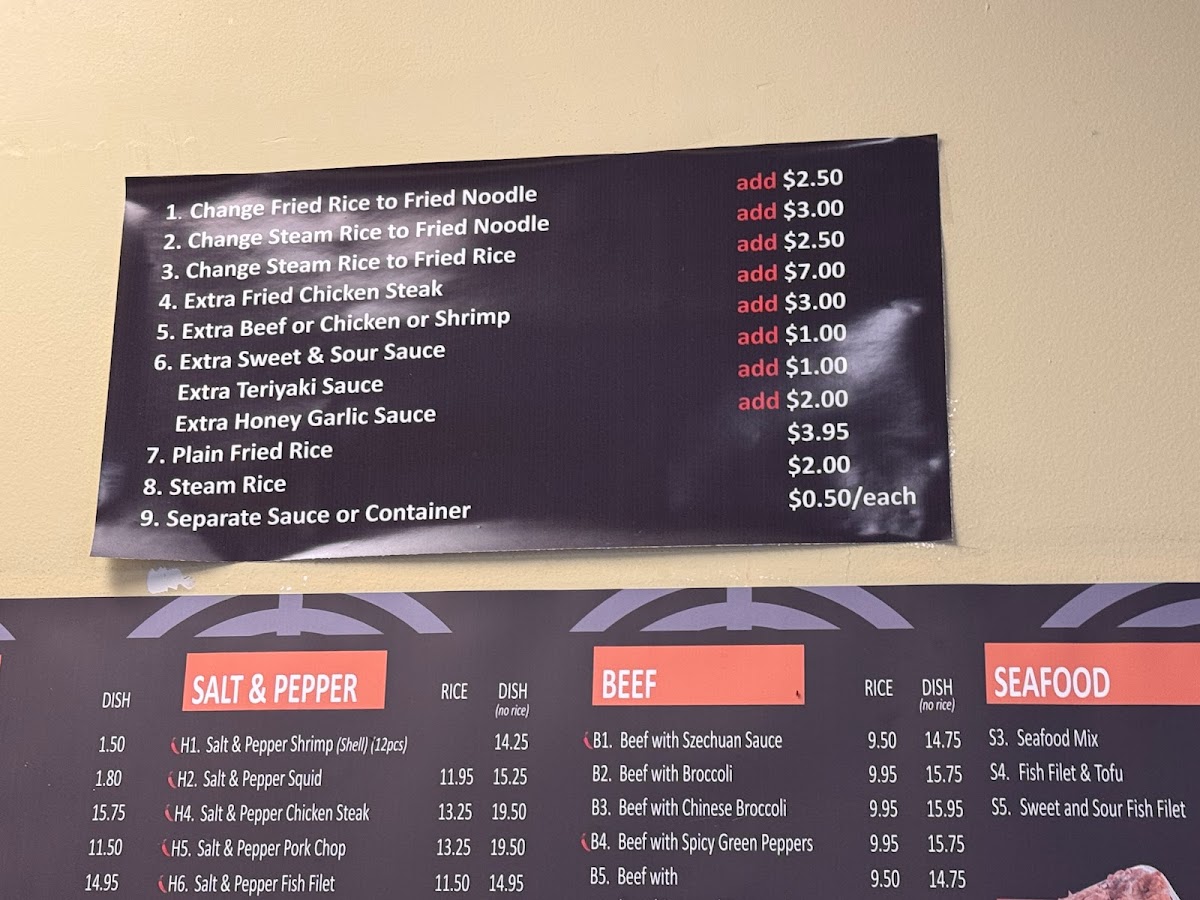 1. Change Fried Rice to Fried Noodle add $2.50
2. Change Steam Rice to Fried Noodle add $3.00
3. Change Steam Rice to Fried Rice add $2.50
4. Extra Fried Chicken Steak add $7.00
5. Extra Beef or Chicken or Shrimp add $3.00
6. Extra Sweet & Sour Sauce add $1.00
Extra Teriyaki Sauce add $1.00
Extra Honey Garlic Sauce add $2.00
7. Plain Fried Rice $3.95
8. Steam Rice $2.00
9. Separate Sauce or Container $0.50/each
DISH
1.50
1.80
15.75
11.50
14.95
SALT & PEPPER RICE DISH
(no rice)
H1. Salt & Pepper Shrimp (Shell) (12pcs) 14.25
H2. Salt & Pepper Squid 11.95 15.25
H4. Salt & Pepper Chicken Steak 13.25 19.50
H5. Salt & Pepper Pork Chop 13.25 19.50
H6. Salt & Pepper Fish Filet 11.50 14.95
BEEF RICE DISH
(no rice)
B1. Beef with Szechuan Sauce 9.50 14.75
B2. Beef with Broccoli 9.95 15.75
B3. Beef with Chinese Broccoli 9.95 15.95
B4. Beef with Spicy Green Peppers 9.95 15.75
B5. Beef with 9.50 14.75
SEAFOOD
S3. Seafood Mix
S4. Fish Filet & Tofu
S5. Sweet and Sour Fish Filet